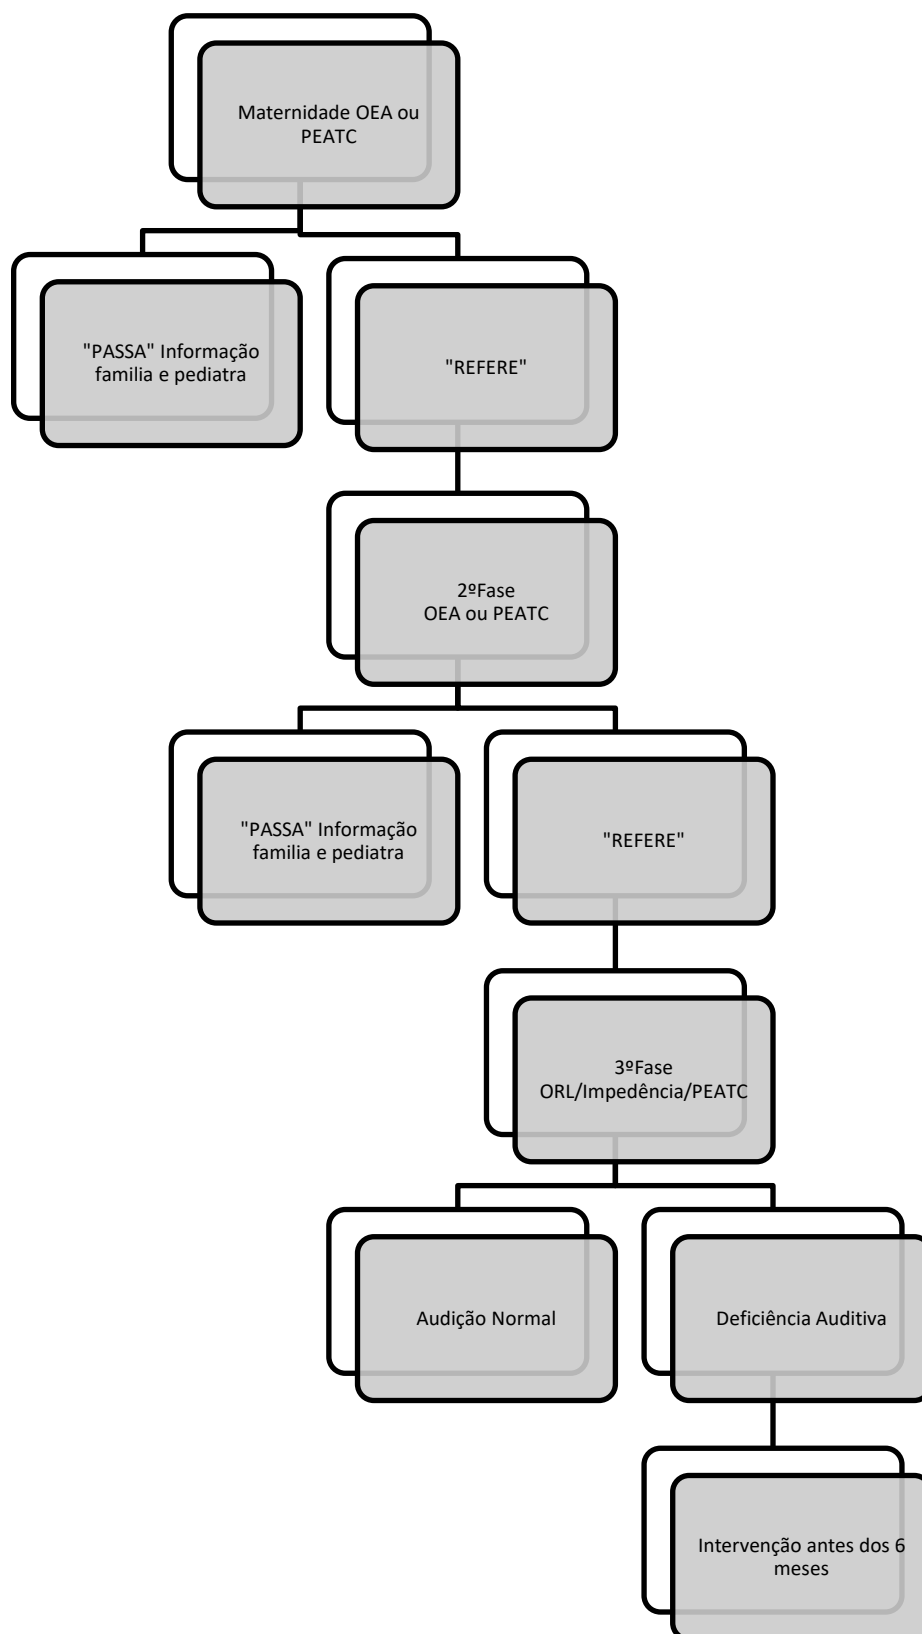 Maternidade OEA ou
PEATC
"PASSA" Informação
familia e pediatra
"REFERE"
2ºFase
OEA ou PEATC
"PASSA" Informação
familia e pediatra
"REFERE"
3ºFase
ORL/Impedência/PEATC
Audição Normal
Deficiência Auditiva
Intervenção antes dos 6
meses